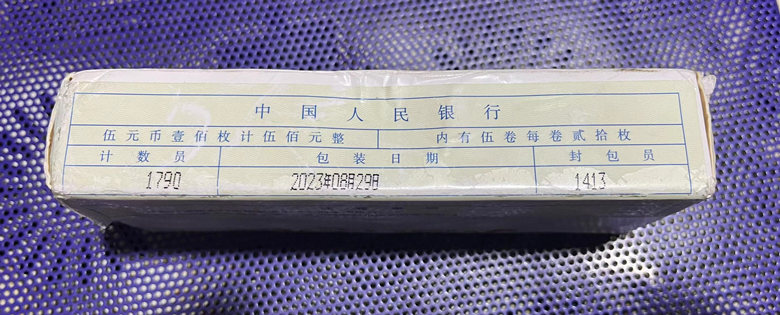 中国人民银行
伍元币壹佰枚计伍佰元整 内有伍卷每卷贰拾枚
计数员 包装日期 封包员
1790 2023年08月29日 1413